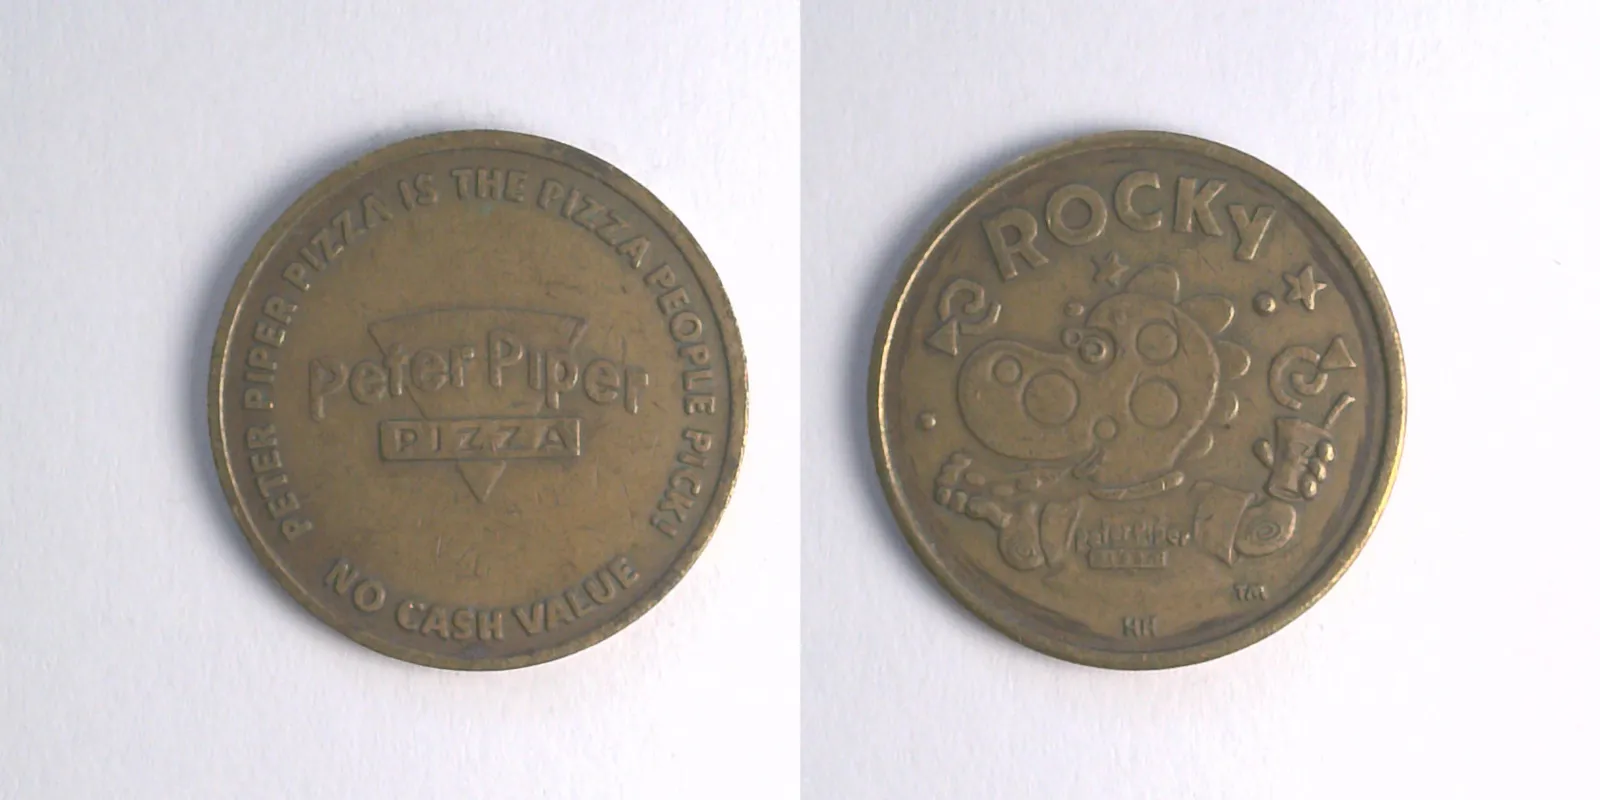 PETER PIPER PIZZA IS THE PIZZA PEOPLE PICK!
Peter Piper
PIZZA
NO CASH VALUE
ROCKY
Peter Piper
PIZZA
TM
HH